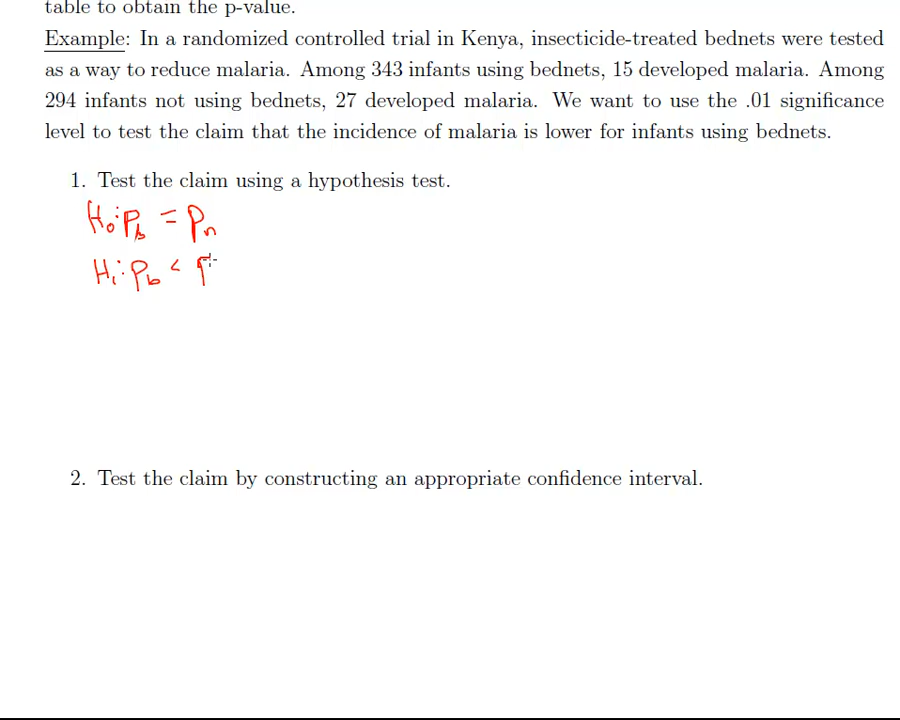 table to obtain the p-value.
Example: In a randomized controlled trial in Kenya, insecticide-treated bednets were tested
as a way to reduce malaria. Among 343 infants using bednets, 15 developed malaria. Among
294 infants not using bednets, 27 developed malaria. We want to use the .01 significance
level to test the claim that the incidence of malaria is lower for infants using bednets.
1. Test the claim using a hypothesis test.
H₀: P_b = P_n
H₁: P_b < P
2. Test the claim by constructing an appropriate confidence interval.